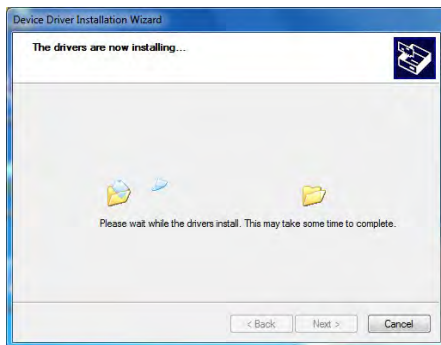 Device Driver Installation Wizard
The drivers are now installing...
Please wait while the drivers install. This may take some time to complete.
< Back Next > Cancel